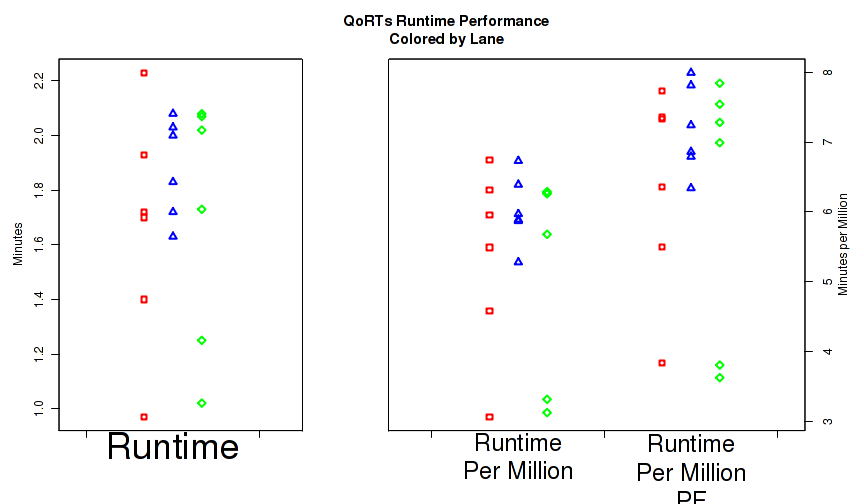 QoRTs Runtime Performance
Colored by Lane
Minutes
2.2
2.0
1.8
1.6
1.4
1.2
1.0
Runtime
8
7
6
5
4
3
Minutes per Million
Runtime
Per Million
Runtime
Per Million
PE